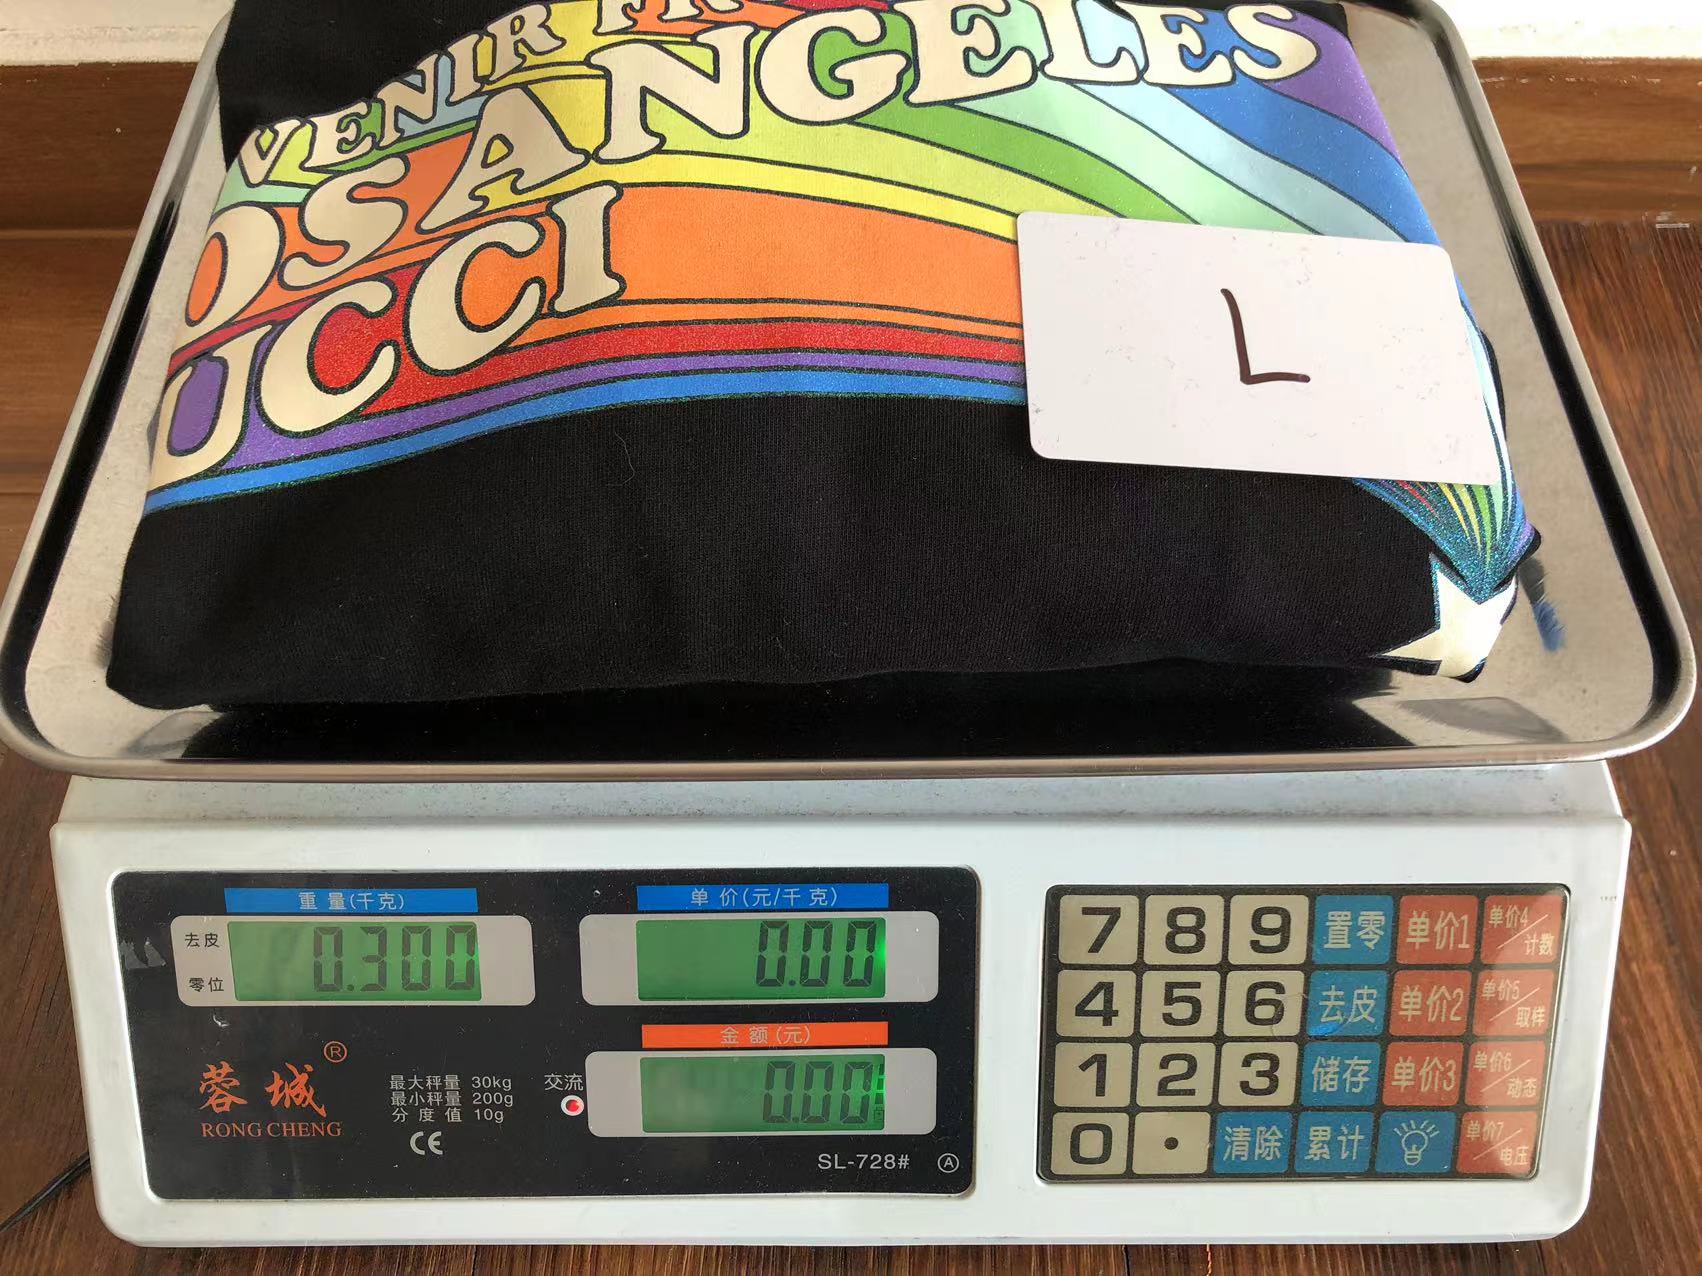 VENIR FRO
OS ANGELES
UCCI
L
重量(千克)
去皮
零位
0.300
单价(元/千克)
0.00
金额(元)
0.00
蓉城®
RONG CHENG
最大秤量 30kg
最小秤量 200g
分度值 10g
CE
交流
SL-728# Ⓐ
7 8 9 置零 单价1 单价4/计数
4 5 6 去皮 单价2 单价5/取样
1 2 3 储存 单价3 单价6/动态
0 . 清除 累计 单价7/电压